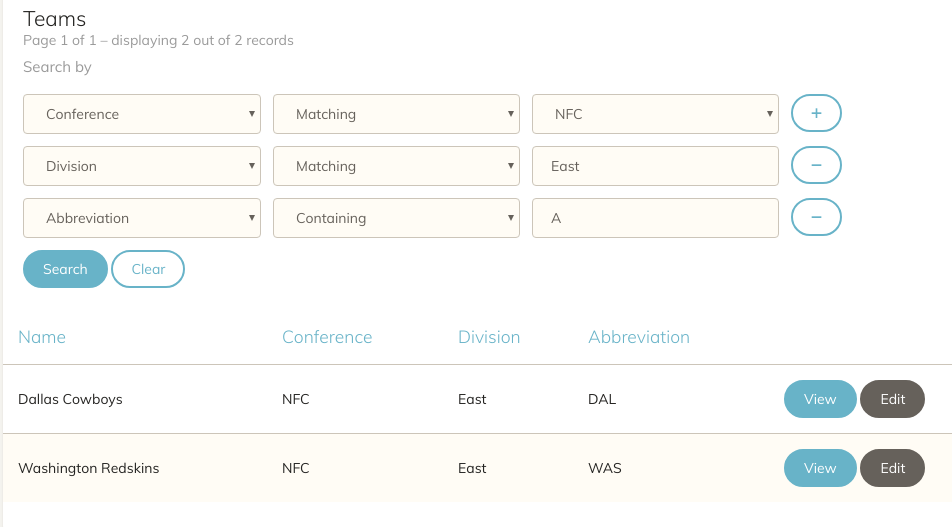 Teams
Page 1 of 1 – displaying 2 out of 2 records
Search by
Conference Matching NFC +
Division Matching East −
Abbreviation Containing A −
Search Clear
Name Conference Division Abbreviation
Dallas Cowboys NFC East DAL View Edit
Washington Redskins NFC East WAS View Edit